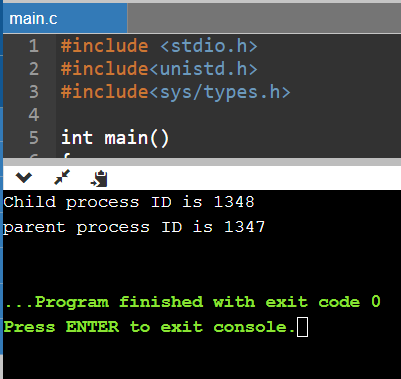 main.c
1 #include <stdio.h>
2 #include<unistd.h>
3 #include<sys/types.h>
4
5 int main()
Child process ID is 1348
parent process ID is 1347
...Program finished with exit code 0
Press ENTER to exit console.